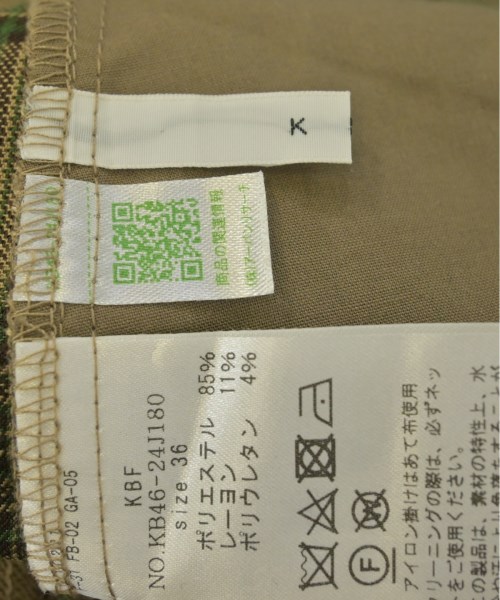 K
商品の関連情報
(株)アーバンリサーチ
KBF
NO.KB46-24J180
size 36
ポリエステル 85%
レーヨン 11%
ポリウレタン 4%
F
アイロン掛けはあて布使用
リーニングの際は、必ずネッ
をご使用ください。
の製品は、素材の特性上、水
FB-02 GA-05